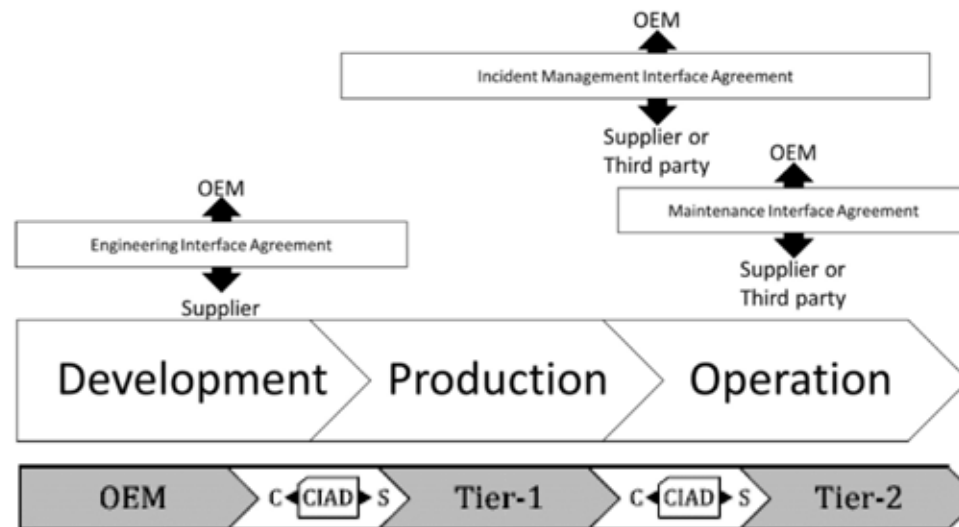 OEM
Incident Management Interface Agreement
Supplier or
Third party
OEM
Maintenance Interface Agreement
Supplier or
Third party
OEM
Engineering Interface Agreement
Supplier
Development
Production
Operation
OEM
C CIAD S
Tier-1
C CIAD S
Tier-2